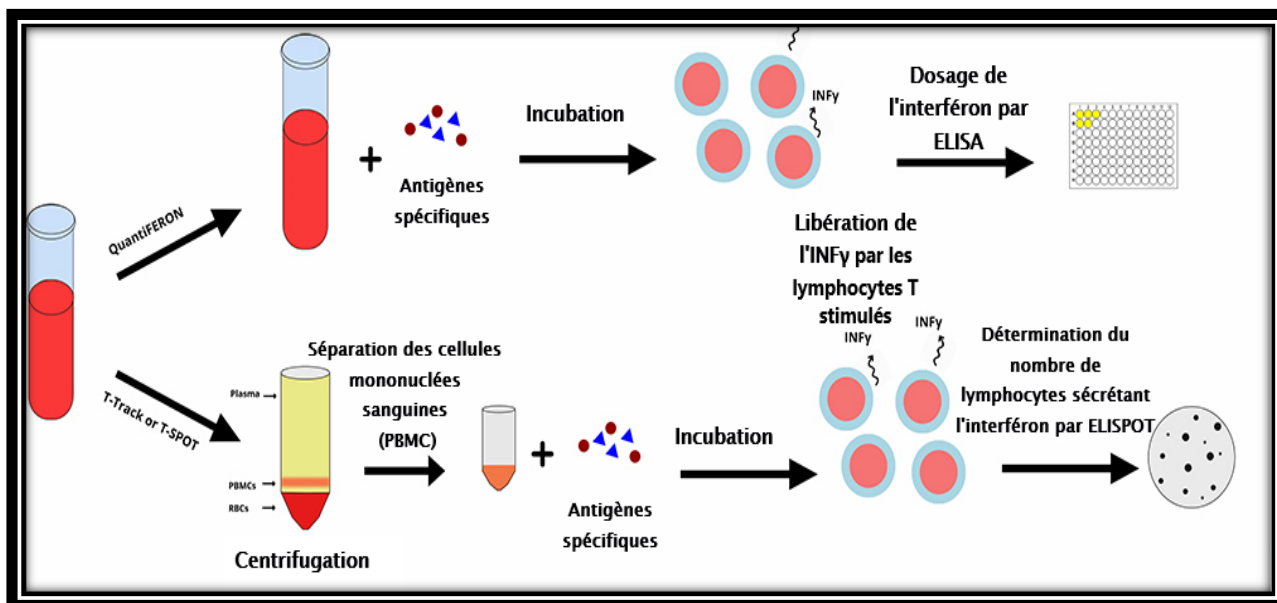 QuantiFERON
Antigènes
spécifiques
Incubation
INFγ
Dosage de
l'interféron par
ELISA
Libération de
l'INFγ par les
lymphocytes T
stimulés
T-Track or T-SPOT
Plasma
PBMCs
RBCs
Centrifugation
Séparation des cellules
mononuclées
sanguines
(PBMC)
Antigènes
spécifiques
Incubation
INFγ
INFγ
Détermination du
nombre de
lymphocytes sécrétant
l'interféron par ELISPOT